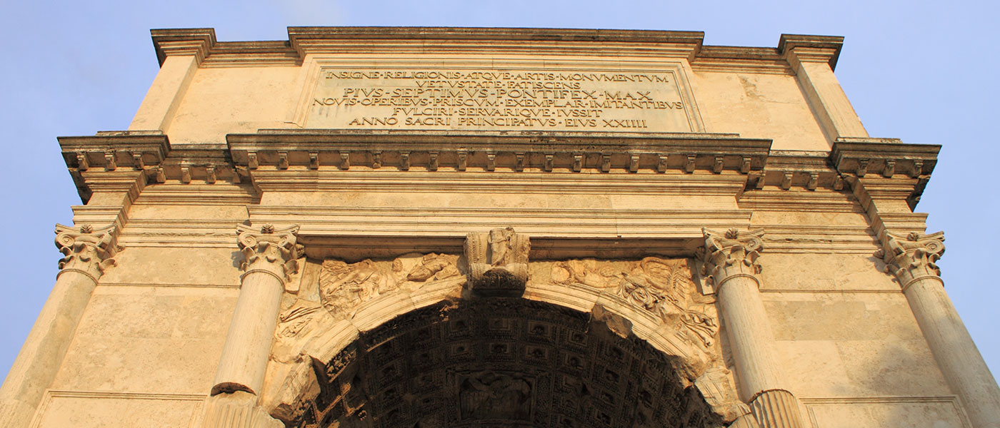 INSIGNE·RELIGIONIS·ATQVE·ARTIS·MONVMENTVM
VETVSTATE·FATISCENS
PIVS·SEPTIMVS·PONTIFEX·MAX
NOVIS·OPERIBVS·PRISCVM·EXEMPLAR·IMITANTIBVS
FVLCIRI·SERVARIQVE·IVSSIT
ANNO·SACRI·PRINCIPATVS·EIVS·XXIIII